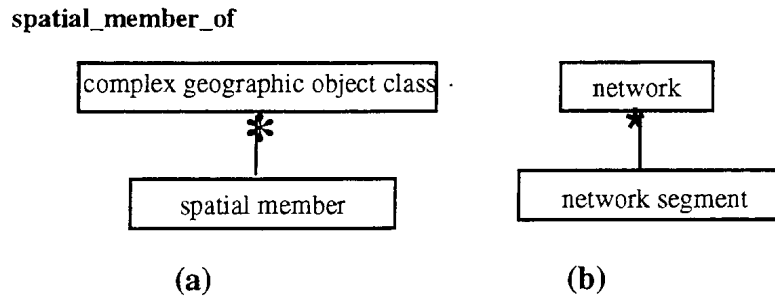 spatial_member_of
complex geographic object class
network
*
*
spatial member
network segment
(a)
(b)